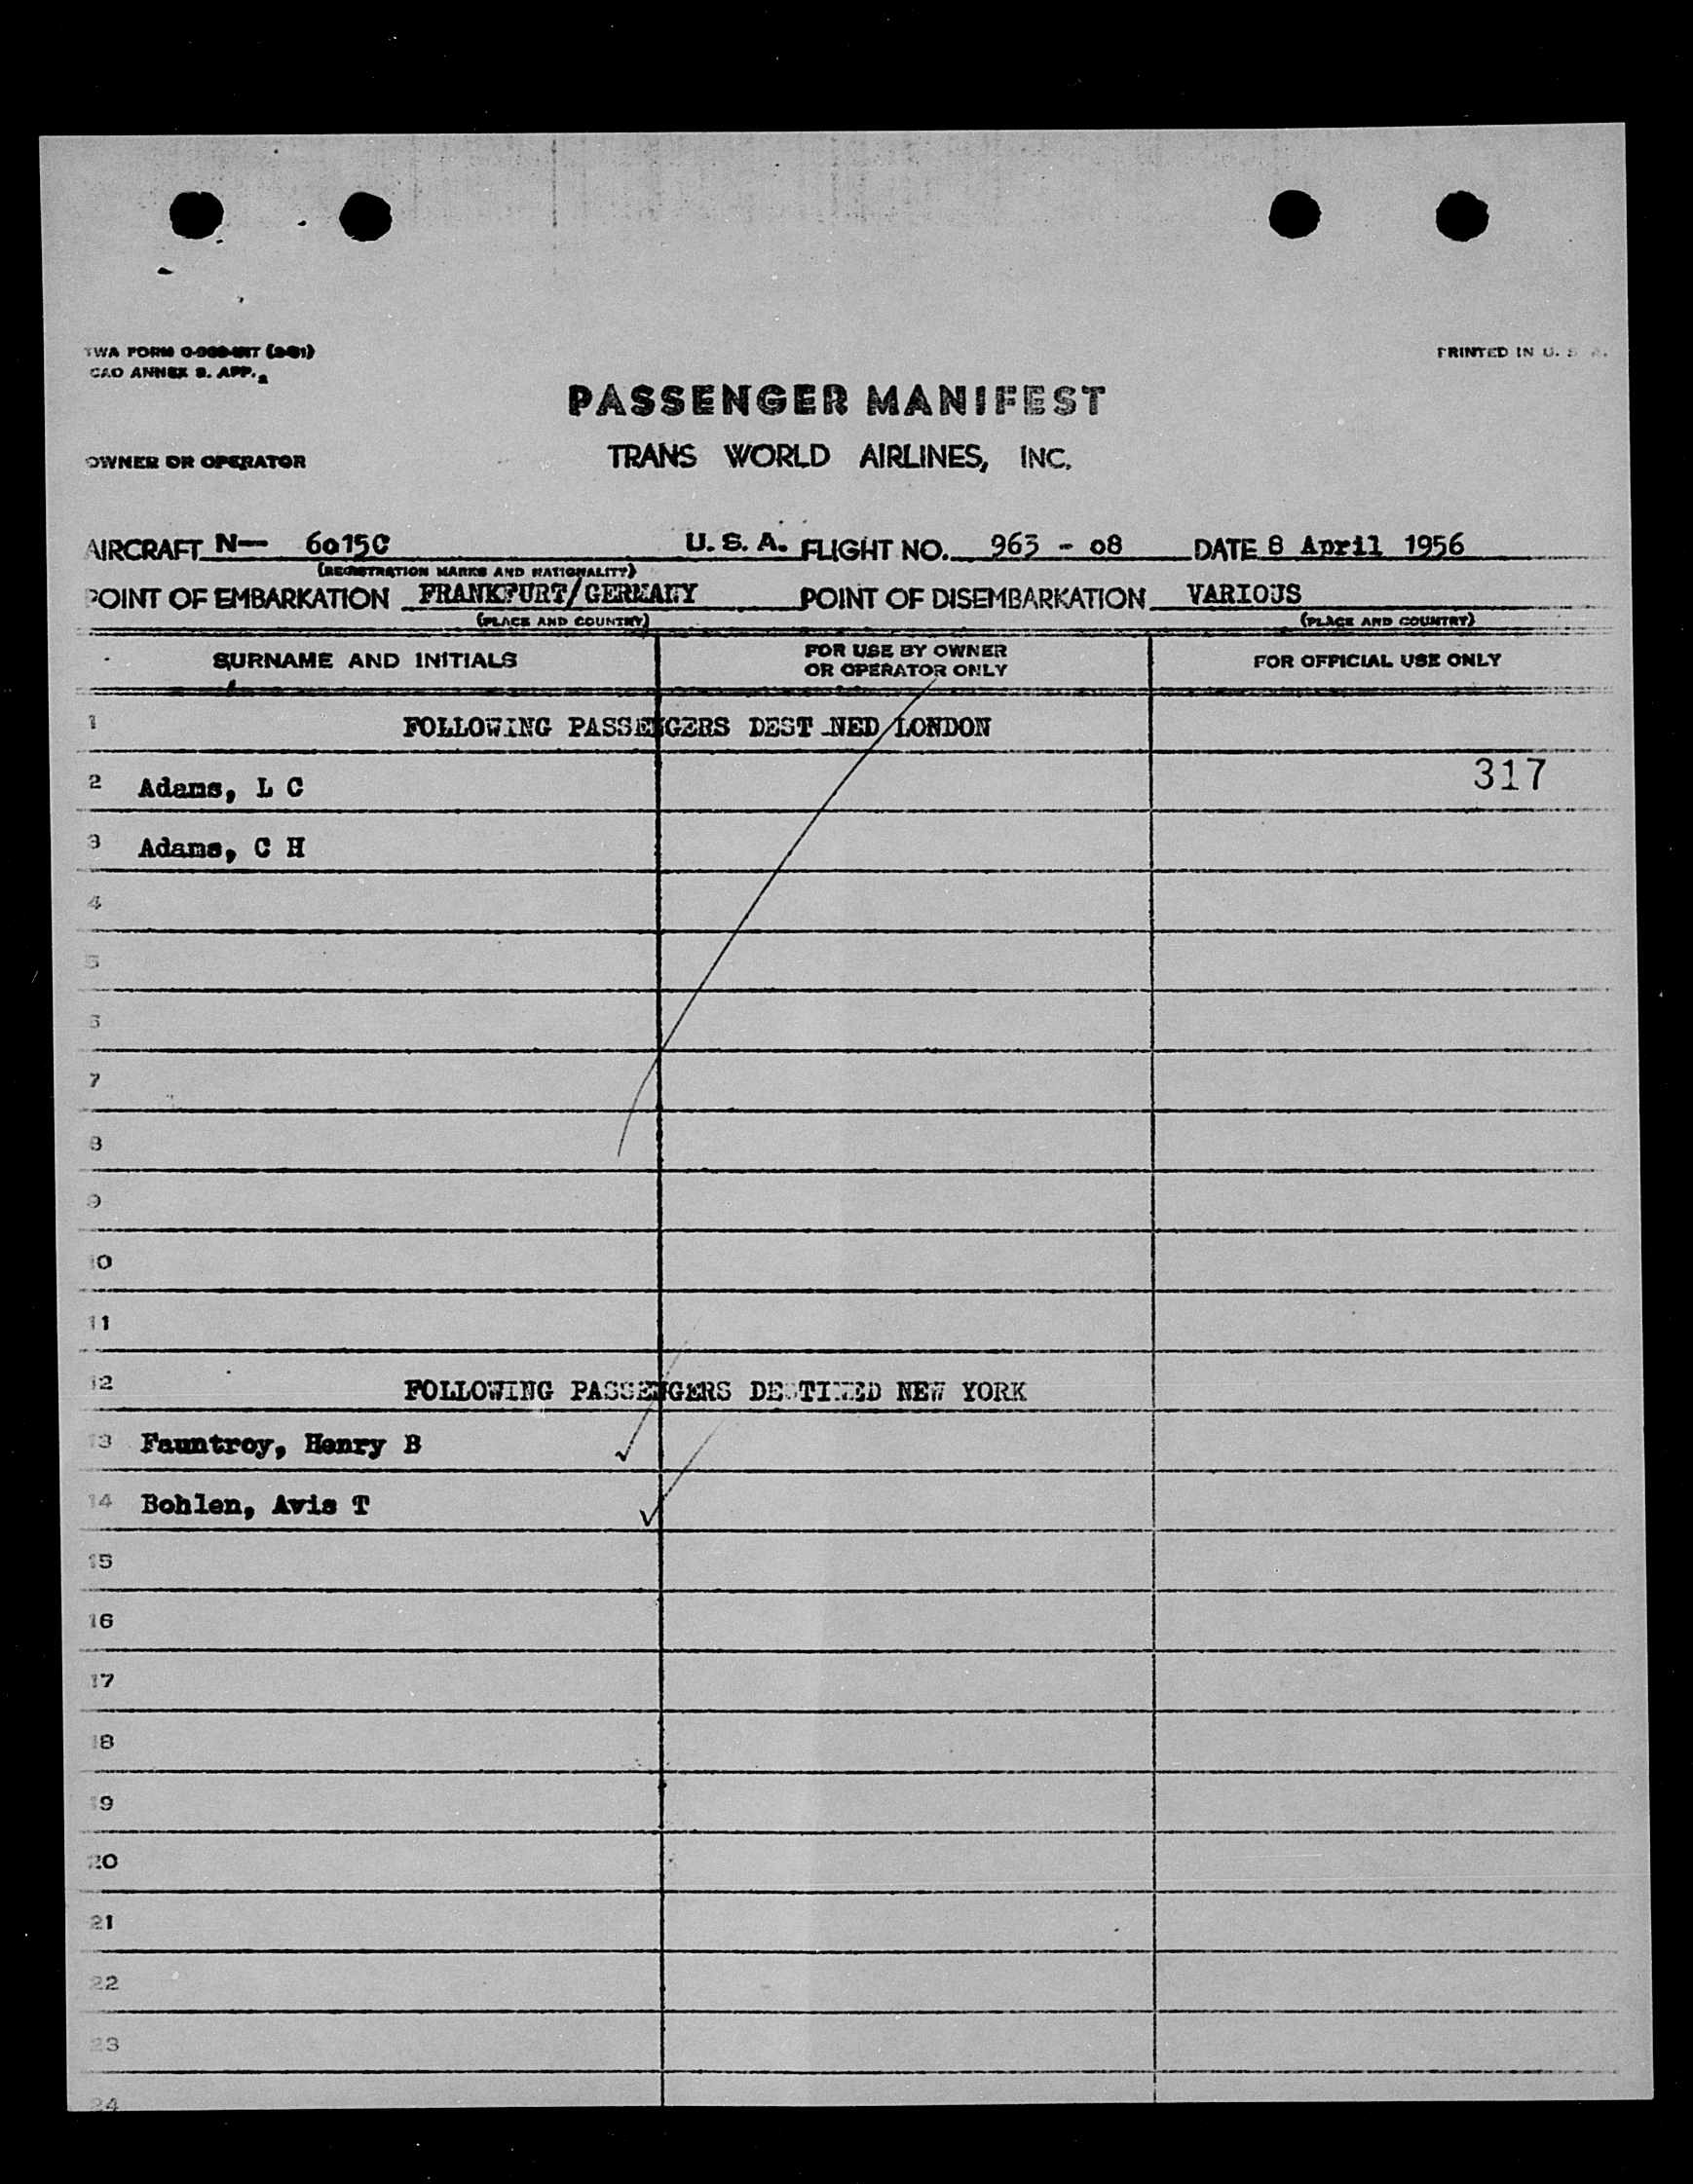 TWA FORM
CAO ANNEX 9. APP. 2
PRINTED IN U. S. A.
PASSENGER MANIFEST
OWNER OR OPERATOR
TRANS WORLD AIRLINES, INC.
AIRCRAFT N— 6015C U. S. A. FLIGHT NO. 963 - 08 DATE 8 April 1956
(REGISTRATION MARKS AND NATIONALITY)
POINT OF EMBARKATION FRANKFURT/GERMANY POINT OF DISEMBARKATION VARIOUS
(PLACE AND COUNTRY) (PLACE AND COUNTRY)
SURNAME AND INITIALS
FOR USE BY OWNER
OR OPERATOR ONLY
FOR OFFICIAL USE ONLY
1 FOLLOWING PASSENGERS DEST NED LONDON
2 Adams, L C 317
3 Adams, C H
4
5
6
7
8
9
10
11
12 FOLLOWING PASSENGERS DESTINED NEW YORK
13 Fauntroy, Henry B ✓
14 Bohlen, Avis T ✓
15
16
17
18
19
20
21
22
23
24